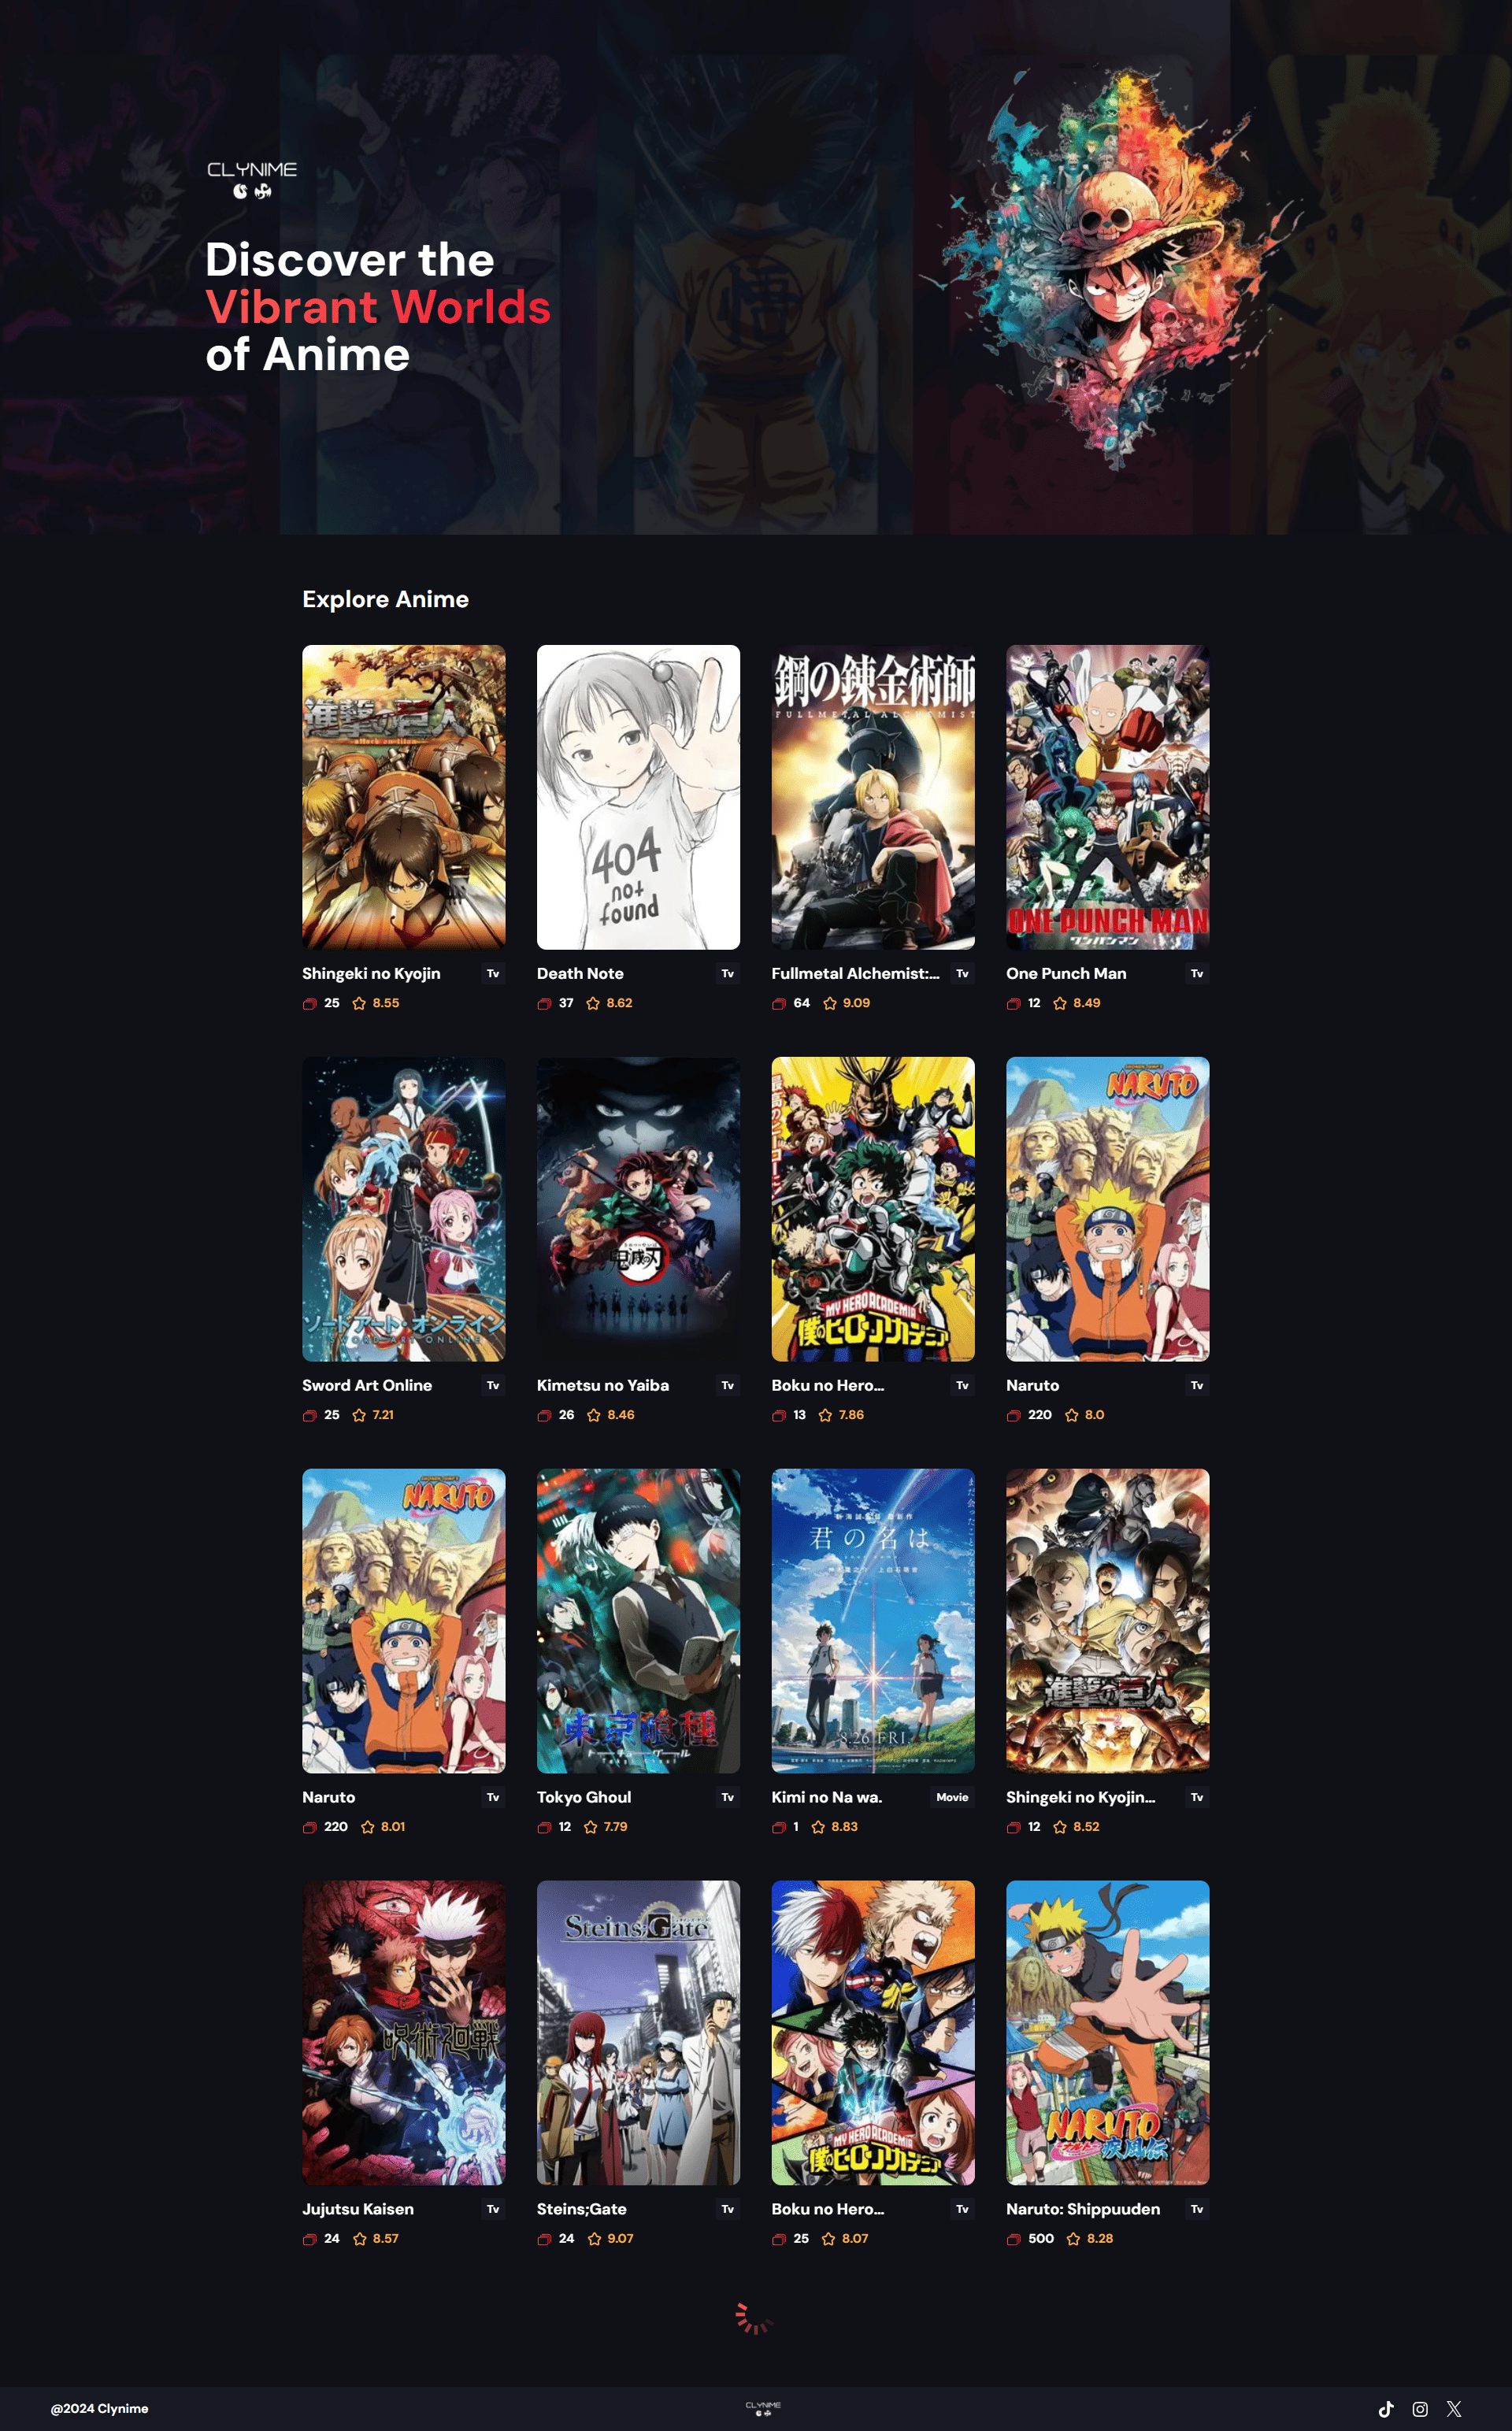 CLYNIME
Discover the
Vibrant Worlds
of Anime
Explore Anime
進撃の巨人
attack on titan
404
not
found
鋼の錬金術師
FULLMETAL ALCHEMIST
ONE PUNCH MAN
ワンパンマン
Shingeki no Kyojin
Tv
25
8.55
Death Note
Tv
37
8.62
Fullmetal Alchemist:...
Tv
64
9.09
One Punch Man
Tv
12
8.49
ソードアート・オンライン
SWORD ART ONLINE
鬼滅の刃
MY HERO ACADEMIA
僕のヒーローアカデミア
NARUTO
Sword Art Online
Tv
25
7.21
Kimetsu no Yaiba
Tv
26
8.46
Boku no Hero...
Tv
13
7.86
Naruto
Tv
220
8.0
NARUTO
東京喰種
トーキョーグール
君の名は。
8.26 FRI.
進撃の巨人
Naruto
Tv
220
8.01
Tokyo Ghoul
Tv
12
7.79
Kimi no Na wa.
Movie
1
8.83
Shingeki no Kyojin...
Tv
12
8.52
呪術廻戦
Steins;Gate
MY HERO ACADEMIA
僕のヒーローアカデミア
NARUTO
ナルト
疾風伝
Jujutsu Kaisen
Tv
24
8.57
Steins;Gate
Tv
24
9.07
Boku no Hero...
Tv
25
8.07
Naruto: Shippuuden
Tv
500
8.28
@2024 Clynime
CLYNIME